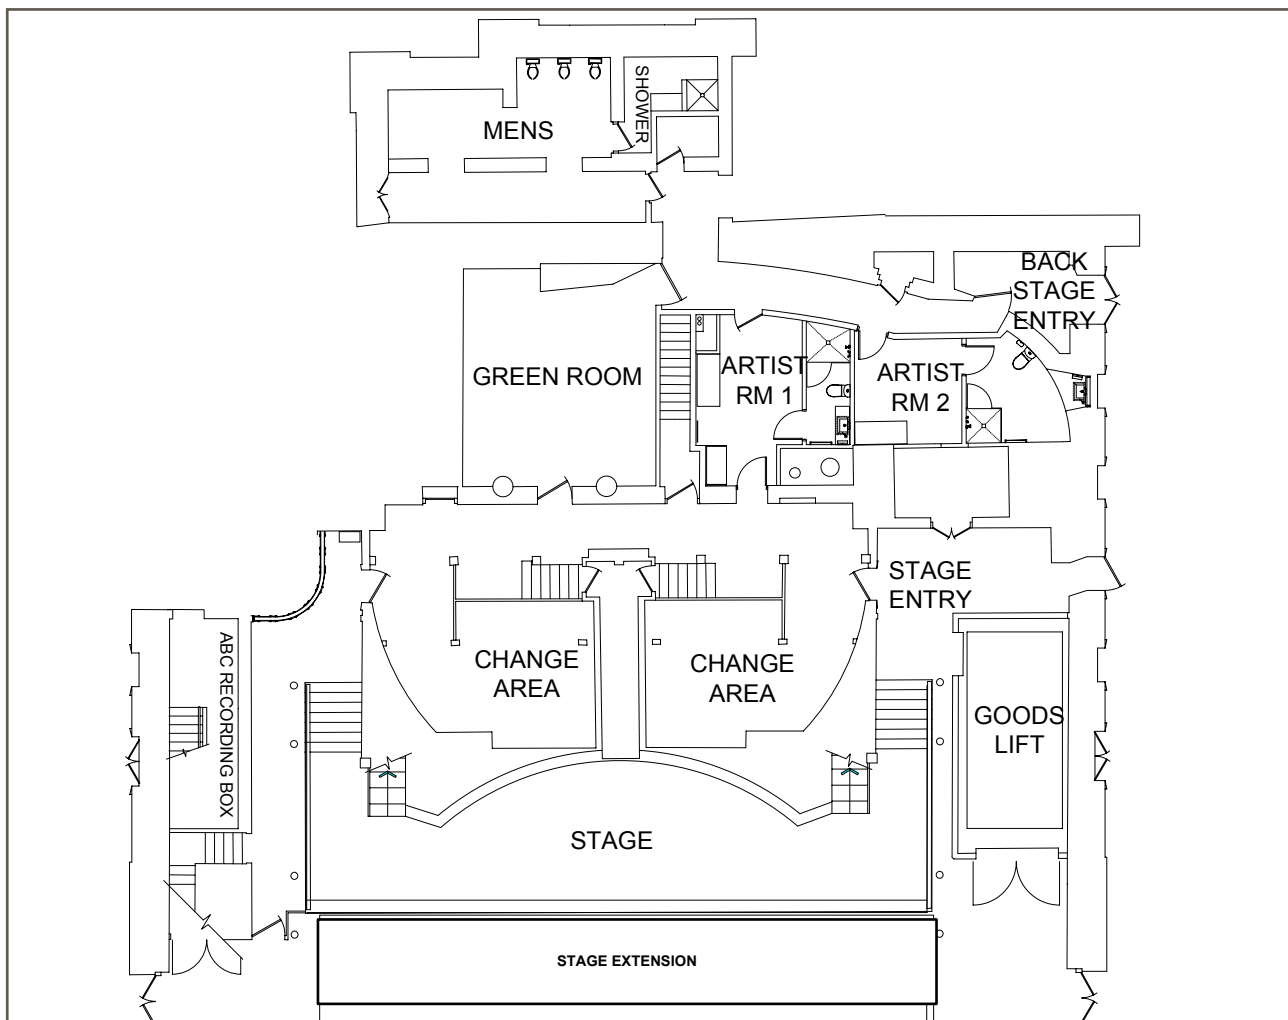 SHOWER
MENS
BACK
STAGE
ENTRY
GREEN ROOM
ARTIST
RM 1
ARTIST
RM 2
STAGE
ENTRY
ABC RECORDING BOX
CHANGE
AREA
CHANGE
AREA
GOODS
LIFT
STAGE
STAGE EXTENSION